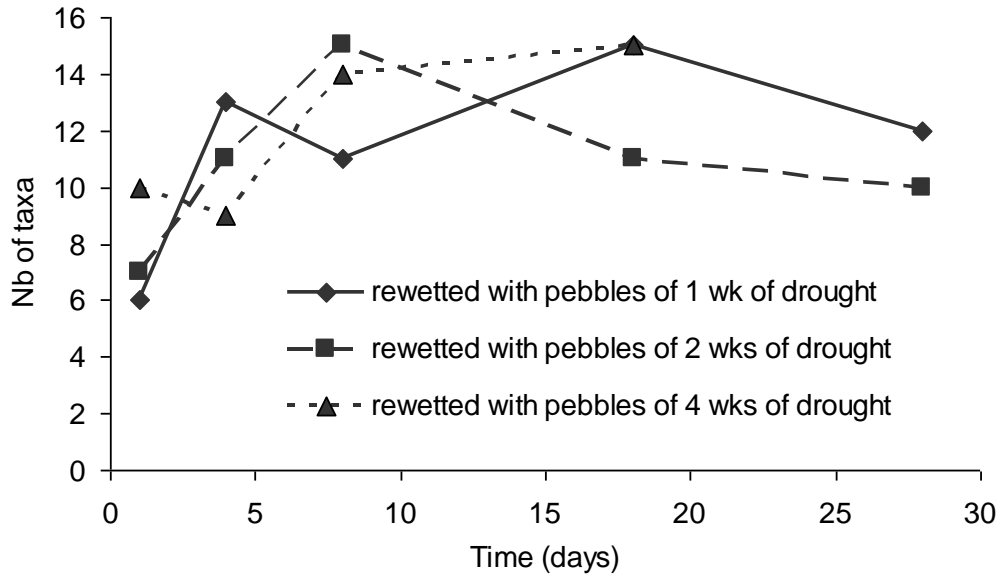 16
14
12
10
8
6
4
2
0
Nb of taxa
rewetted with pebbles of 1 wk of drought
rewetted with pebbles of 2 wks of drought
rewetted with pebbles of 4 wks of drought
0 5 10 15 20 25 30
Time (days)